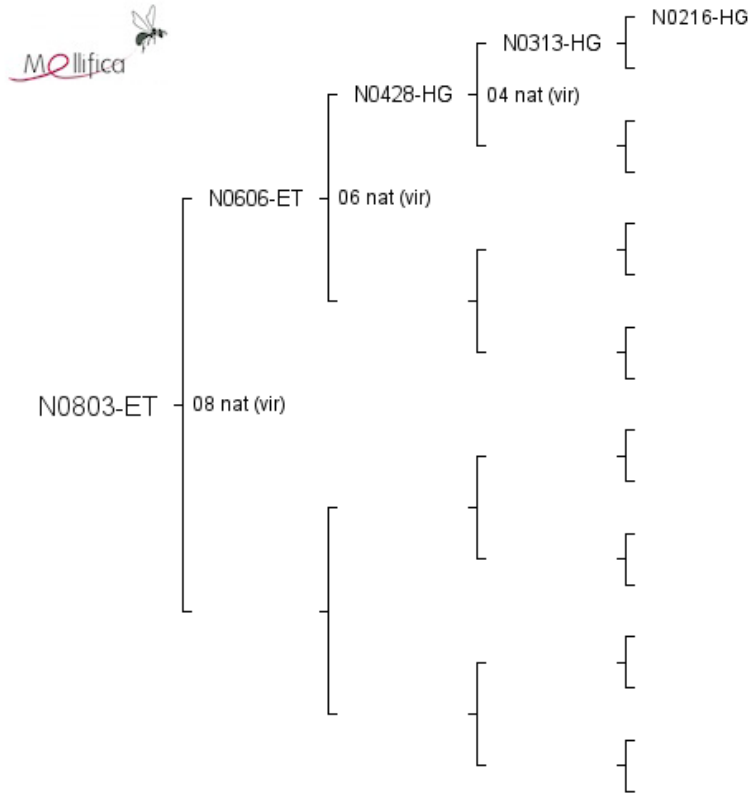 N0216-HG
N0313-HG
Mellifica
N0428-HG 04 nat (vir)
N0606-ET 06 nat (vir)
N0803-ET 08 nat (vir)